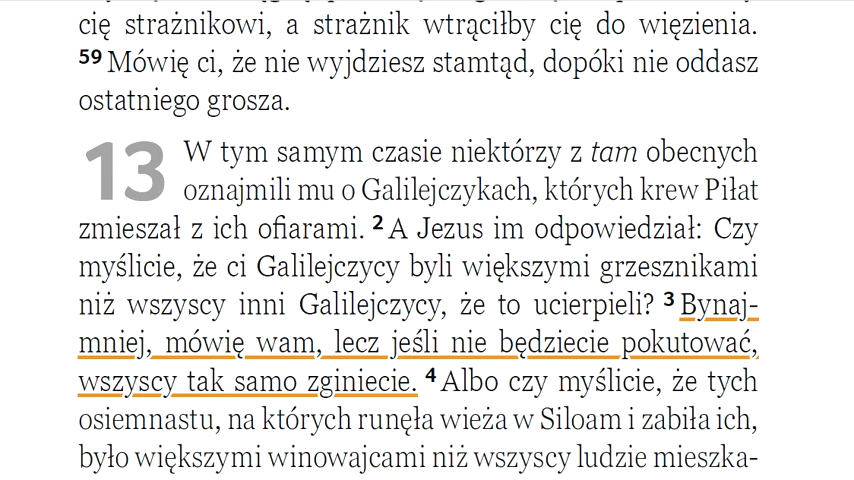 cię strażnikowi, a strażnik wtrąciłby cię do więzienia.
59 Mówię ci, że nie wyjdziesz stamtąd, dopóki nie oddasz
ostatniego grosza.
13 W tym samym czasie niektórzy z tam obecnych
oznajmili mu o Galilejczykach, których krew Piłat
zmieszał z ich ofiarami. 2 A Jezus im odpowiedział: Czy
myślicie, że ci Galilejczycy byli większymi grzesznikami
niż wszyscy inni Galilejczycy, że to ucierpieli? 3 Bynaj-
mniej, mówię wam, lecz jeśli nie będziecie pokutować,
wszyscy tak samo zginiecie. 4 Albo czy myślicie, że tych
osiemnastu, na których runęła wieża w Siloam i zabiła ich,
było większymi winowajcami niż wszyscy ludzie mieszka-